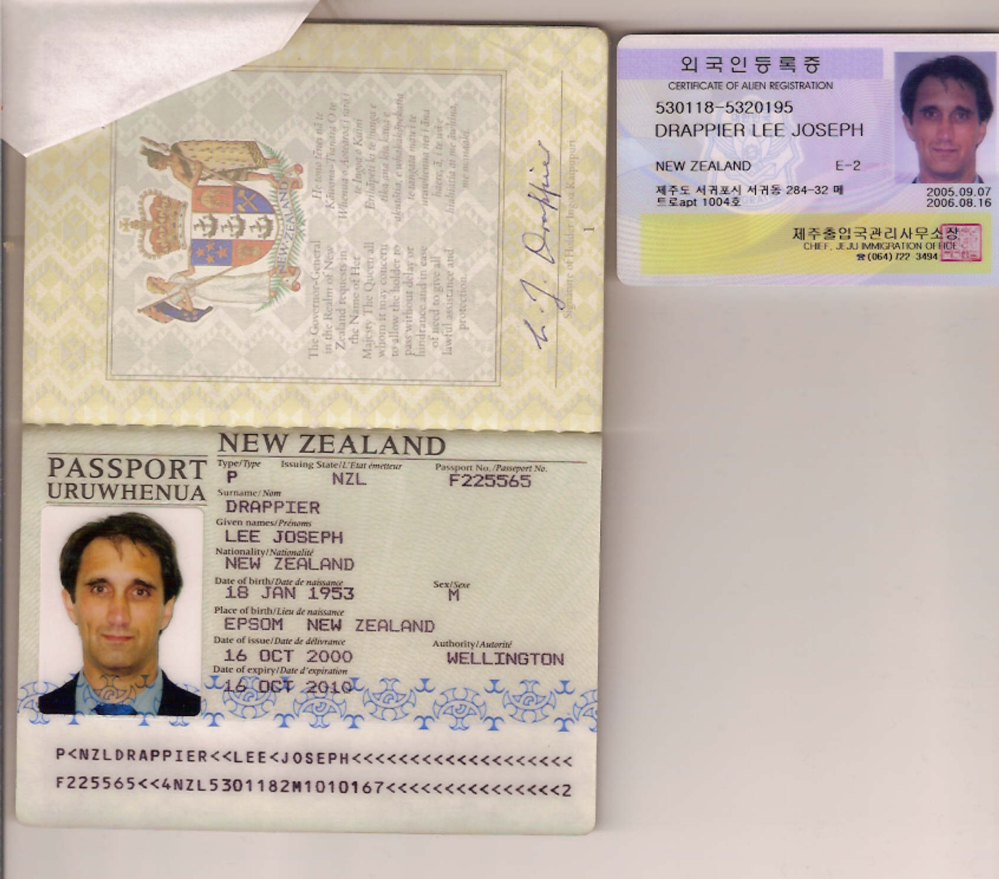 He tono tēnei nā te
Kāwana-Tianara O te
Whenua o Aotearoa i raro i
te Ingoa o Kuini
Erihāpeti ki te hunga e
tika ana kia tukua e
te tangata mau i te
uruwhenua nei i āna
haere, ā, i te wā e
hiahiatia ai me āwhina,
me manaaki.
The Governor-General
in the Realm of New
Zealand requests in
the Name of Her
Majesty The Queen all
whom it may concern
to allow the holder to
pass without delay or
hindrance and in case
of need to give all
lawful assistance and
protection.
NEW ZEALAND
L. J. Drappier
Signature of Holder
1
NEW ZEALAND
PASSPORT
URUWHENUA
Type/Type Issuing State/L'Etat émetteur Passport No./Passeport No.
P NZL F225565
Surname/Nom
DRAPPIER
Given names/Prénoms
LEE JOSEPH
Nationality/Nationalité
NEW ZEALAND
Date of birth/Date de naissance Sex/Sexe
18 JAN 1953 M
Place of birth/Lieu de naissance
EPSOM NEW ZEALAND
Date of issue/Date de délivrance Authority/Autorité
16 OCT 2000 WELLINGTON
Date of expiry/Date d'expiration
16 OCT 2010
P<NZLDRAPPIER<<LEE<JOSEPH<<<<<<<<<<<<<<<<<<<
F225565<<4NZL5301182M1010167<<<<<<<<<<<<<<<2
외국인등록증
CERTIFICATE OF ALIEN REGISTRATION
530118-5320195
DRAPPIER LEE JOSEPH
NEW ZEALAND E-2
제주도 서귀포시 서귀동 284-32 메
트로apt 1004호
2005.09.07
2006.08.16
제주출입국관리사무소장
CHIEF, JEJU IMMIGRATION OFFICE
☎(064) 722 3494